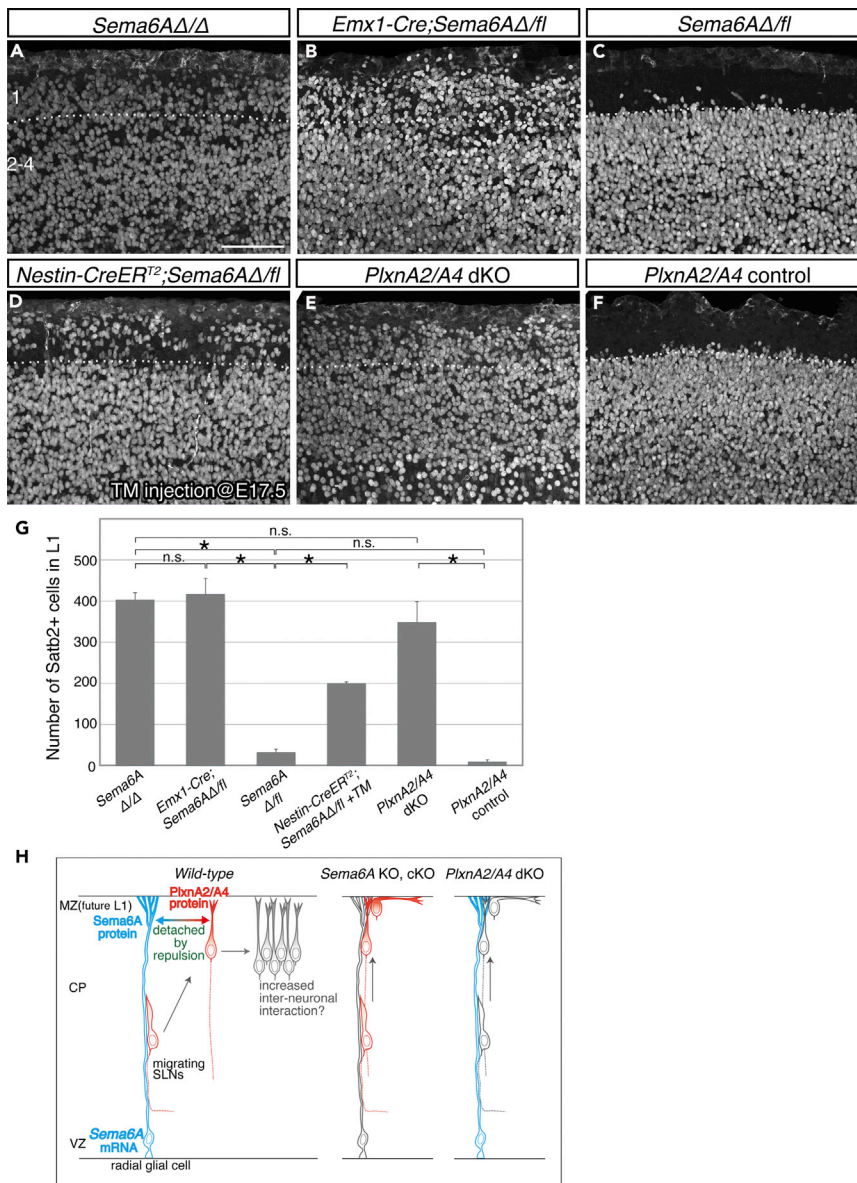 Sema6AΔ/Δ
Emx1-Cre;Sema6AΔ/fl
Sema6AΔ/fl
A
B
C
1
2-4
Nestin-CreERT2;Sema6AΔ/fl
PlxnA2/A4 dKO
PlxnA2/A4 control
D
E
F
TM injection@E17.5
G
n.s.
* n.s.
n.s. * * *
500
400
300
200
100
0
Number of Satb2+ cells in L1
Sema6A
Δ/Δ
Emx1-Cre;
Sema6AΔ/fl
Sema6A
Δ/fl
Nestin-CreERT2;
Sema6AΔ/fl +TM
PlxnA2/A4
dKO
PlxnA2/A4
control
H
Wild-type
Sema6A KO, cKO
PlxnA2/A4 dKO
MZ(future L1)
PlxnA2/A4
protein
Sema6A
protein
detached by
repulsion
CP
increased
inter-neuronal
interaction?
migrating
SLNs
VZ
Sema6A
mRNA
radial glial cell